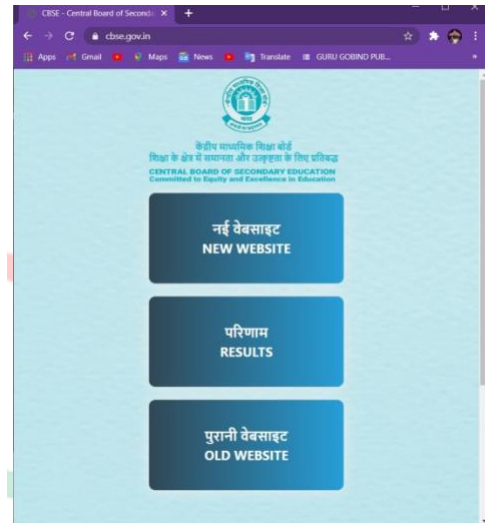 CBSE - Central Board of Seconda
cbse.gov.in
Apps Gmail Maps News Translate GURU GOBIND PUB...
केंद्रीय माध्यमिक शिक्षा बोर्ड
शिक्षा के क्षेत्र में समानता और उत्कृष्टता के लिए प्रतिबद्ध
CENTRAL BOARD OF SECONDARY EDUCATION
Committed to Equity and Excellence in Education
नई वेबसाइट
NEW WEBSITE
परिणाम
RESULTS
पुरानी वेबसाइट
OLD WEBSITE